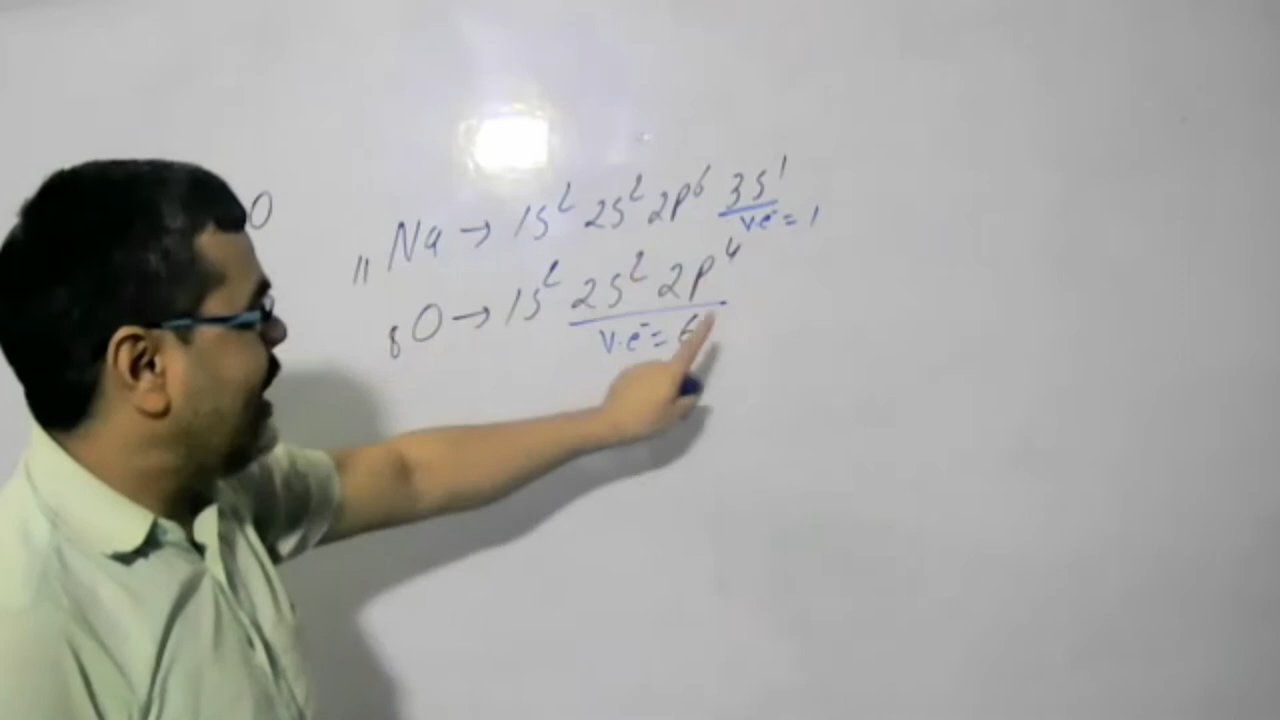 O
₁₁Na → 1s² 2s² 2p⁶ 3s¹
v.e⁻ = 1
₈O → 1s² 2s² 2p⁴
v.e⁻ = 6